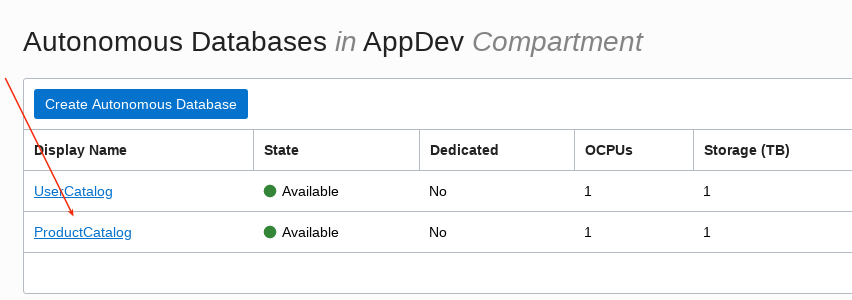 Autonomous Databases in AppDev Compartment
Create Autonomous Database
Display Name State Dedicated OCPUs Storage (TB)
UserCatalog Available No 1 1
ProductCatalog Available No 1 1